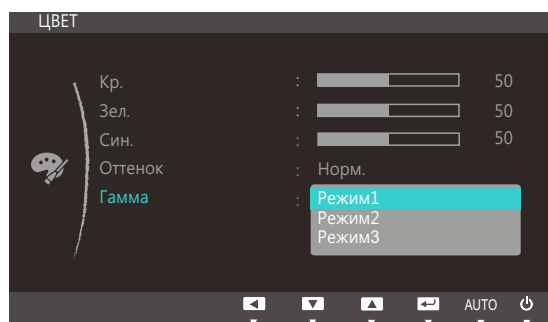 ЦВЕТ
Кр. : 50
Зел. : 50
Син. : 50
Оттенок : Норм.
Гамма : Режим1
Режим2
Режим3
AUTO